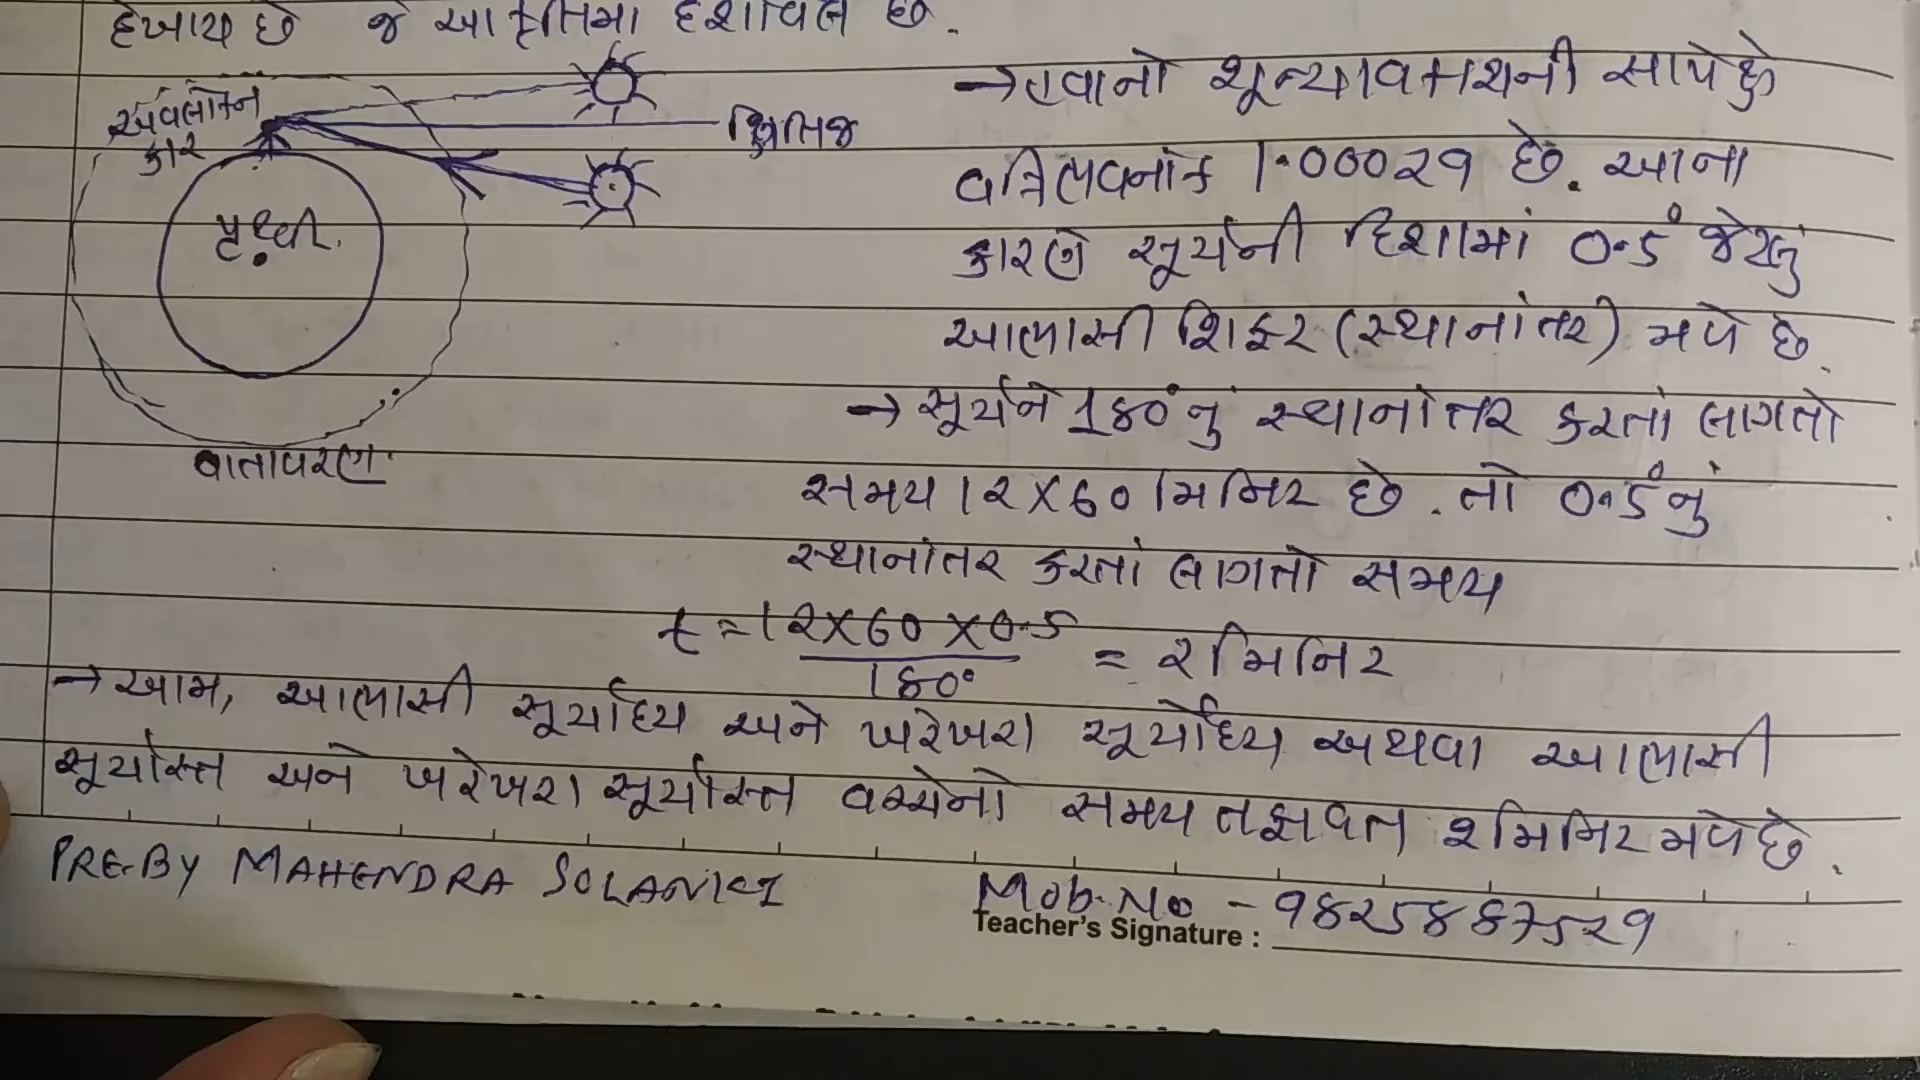 દેખાય છે જે આકૃતિમાં દર્શાવેલ છે.
અવલોકન
કાર
ક્ષિતિજ
પૃથ્વી.
વાતાવરણ.
→ હવાનો શૂન્યાવકાશની સાપેક્ષે
વક્રિભવનાંક 1.00029 છે. આના
કારણે સૂર્યની દિશામાં 0.5° જેટલું
આભાસી શિફ્ટ (સ્થાનાંતર) મળે છે.
→ સૂર્યને 180° નું સ્થાનાંતર કરતાં લાગતો
સમય 12 X 60 મિનિટ છે. તો 0.5° નું
સ્થાનાંતર કરતાં લાગતો સમય
t = 12 X 60 X 0.5 / 180° = 2 મિનિટ
→ આમ, આભાસી સૂર્યોદય અને ખરેખરા સૂર્યોદય અથવા આભાસી
સૂર્યાસ્ત અને ખરેખરા સૂર્યાસ્ત વચ્ચેનો સમય તફાવત 2 મિનિટ મળે છે.
PRE-BY MAHENDRA SOLANKI
Mob. No - 9825887529
Teacher's Signature :